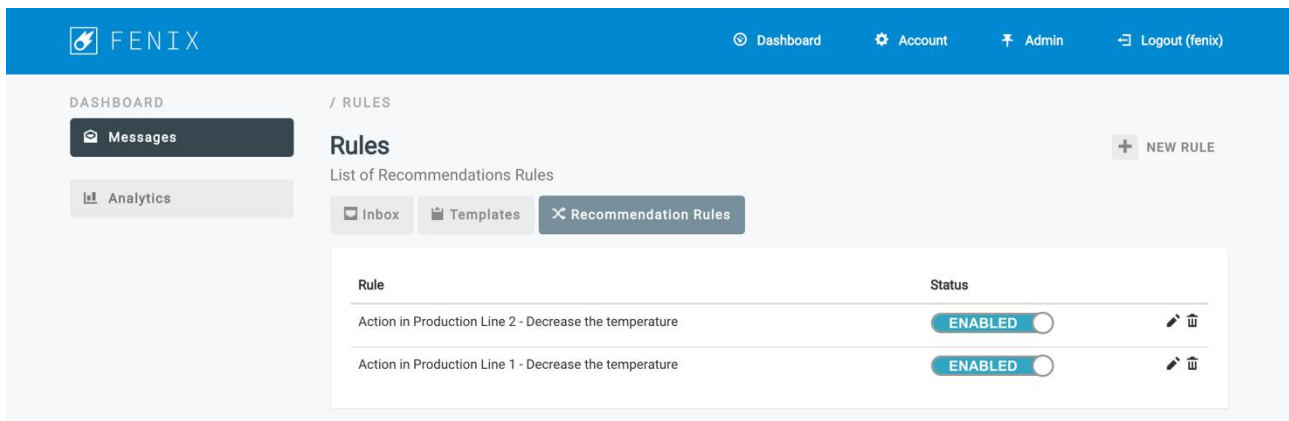 FENIX
Dashboard
Account
Admin
Logout (fenix)
DASHBOARD
Messages
Analytics
/ RULES
Rules
NEW RULE
List of Recommendations Rules
Inbox
Templates
Recommendation Rules
Rule Status
Action in Production Line 2 - Decrease the temperature ENABLED
Action in Production Line 1 - Decrease the temperature ENABLED